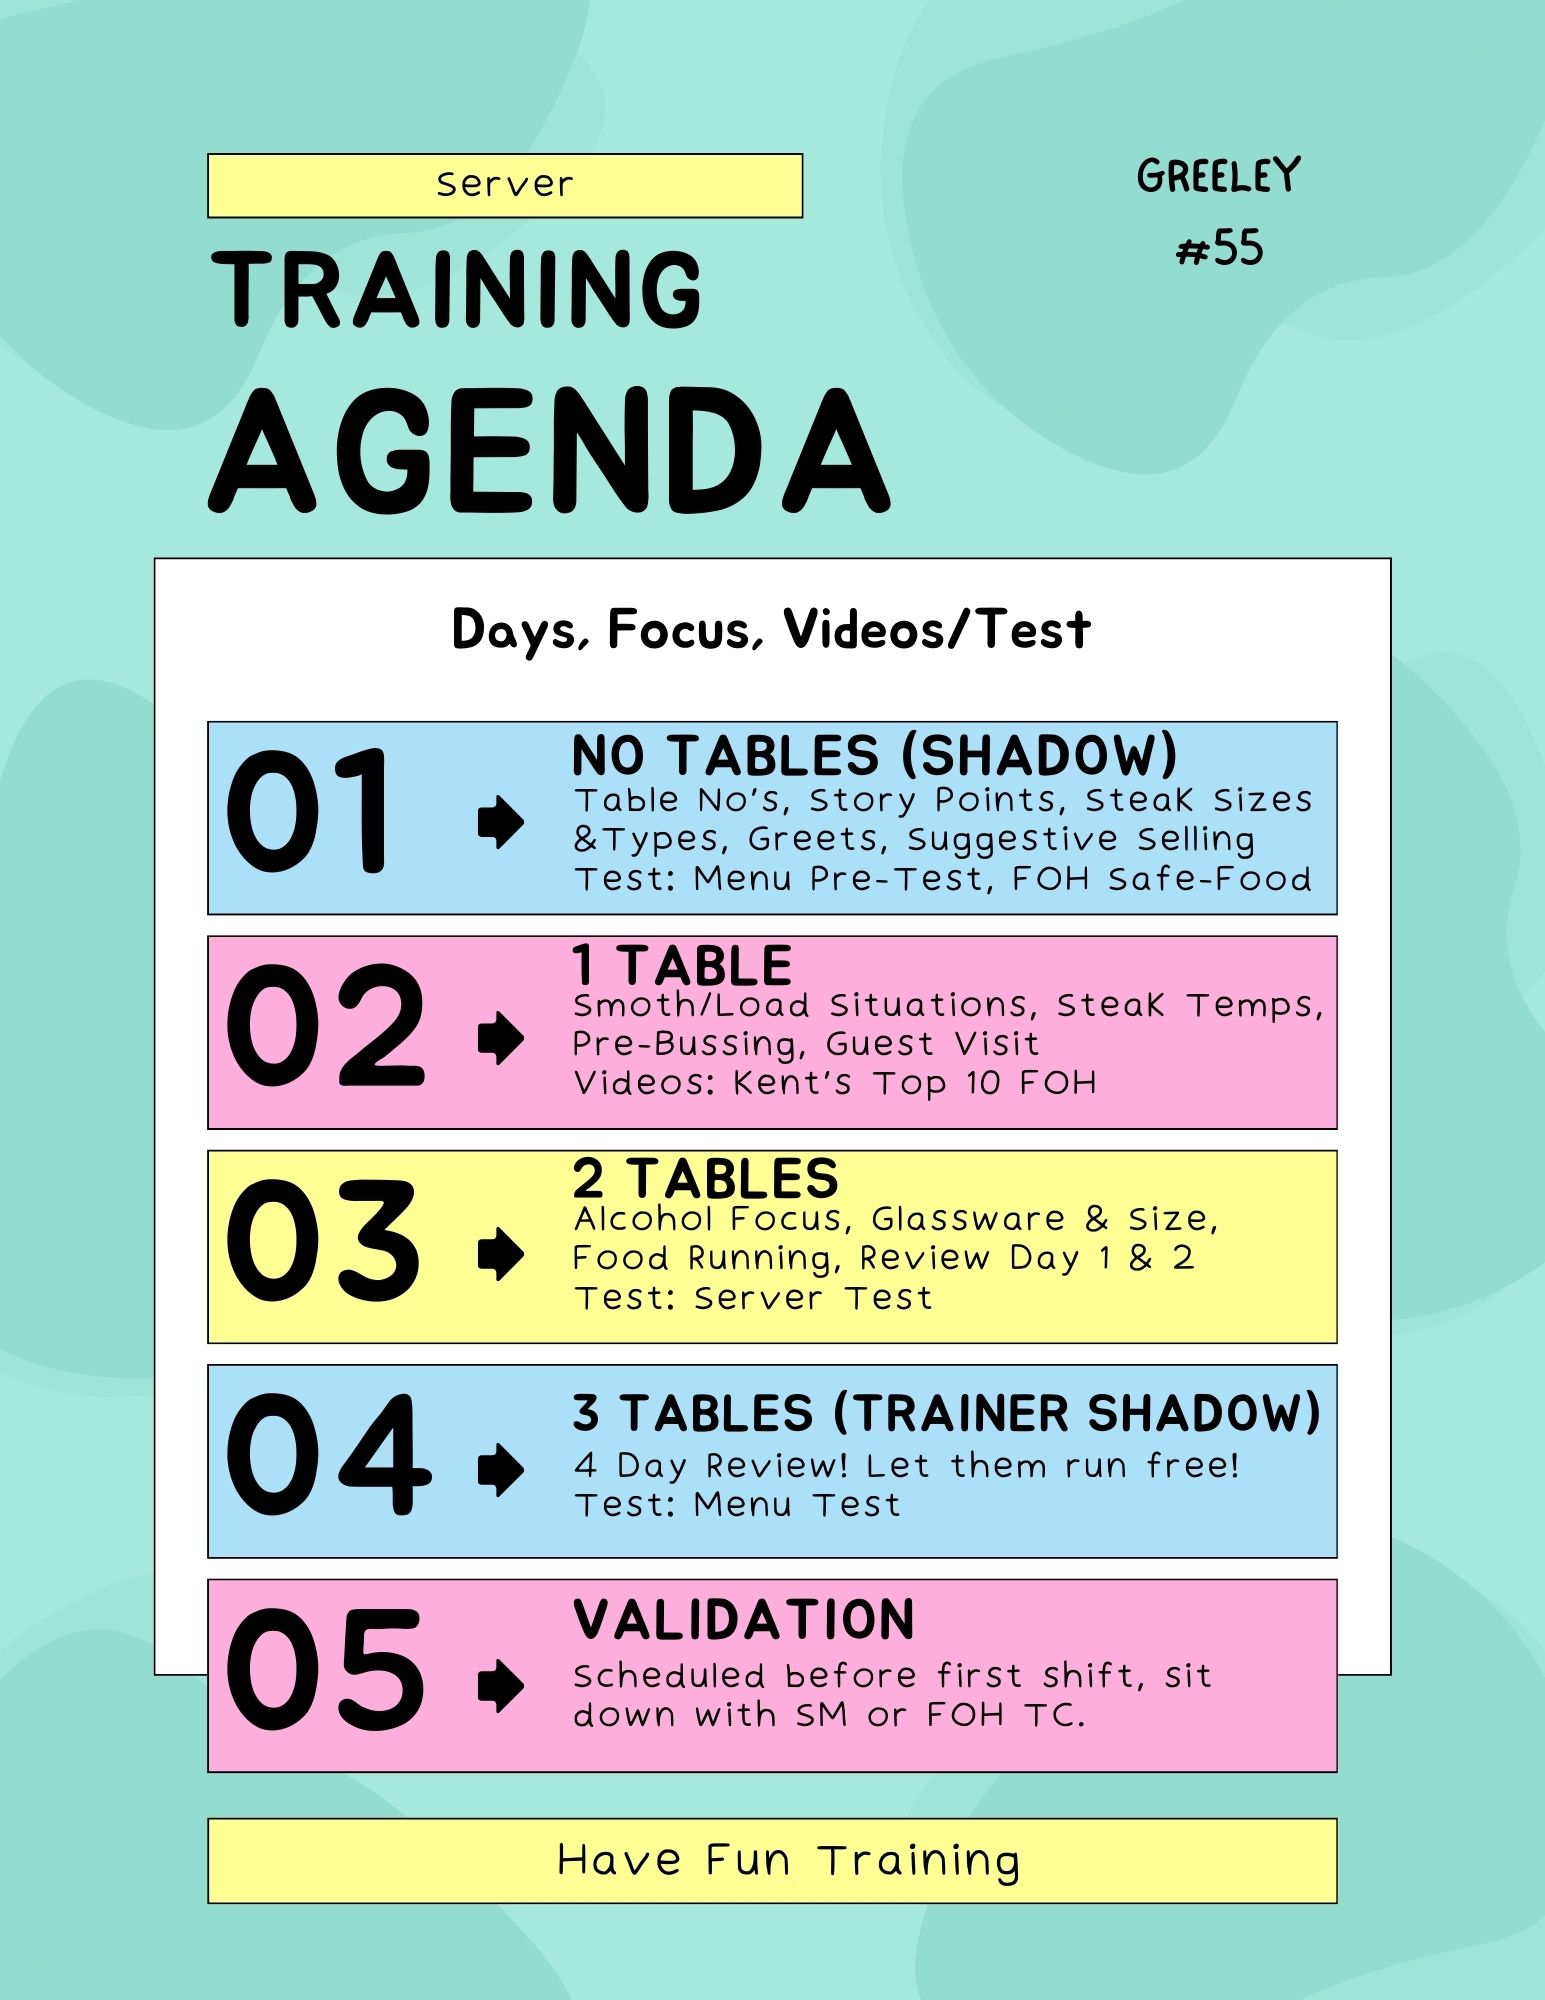 Server
GREELEY
#55
TRAINING
AGENDA
Days, Focus, Videos/Test
01
NO TABLES (SHADOW)
Table No's, Story Points, Steak Sizes
&Types, Greets, Suggestive Selling
Test: Menu Pre-Test, FOH Safe-Food
02
1 TABLE
Smoth/Load Situations, Steak Temps,
Pre-Bussing, Guest Visit
Videos: Kent's Top 10 FOH
03
2 TABLES
Alcohol Focus, Glassware & Size,
Food Running, Review Day 1 & 2
Test: Server Test
04
3 TABLES (TRAINER SHADOW)
4 Day Review! Let them run free!
Test: Menu Test
05
VALIDATION
Scheduled before first shift, sit
down with SM or FOH TC.
Have Fun Training